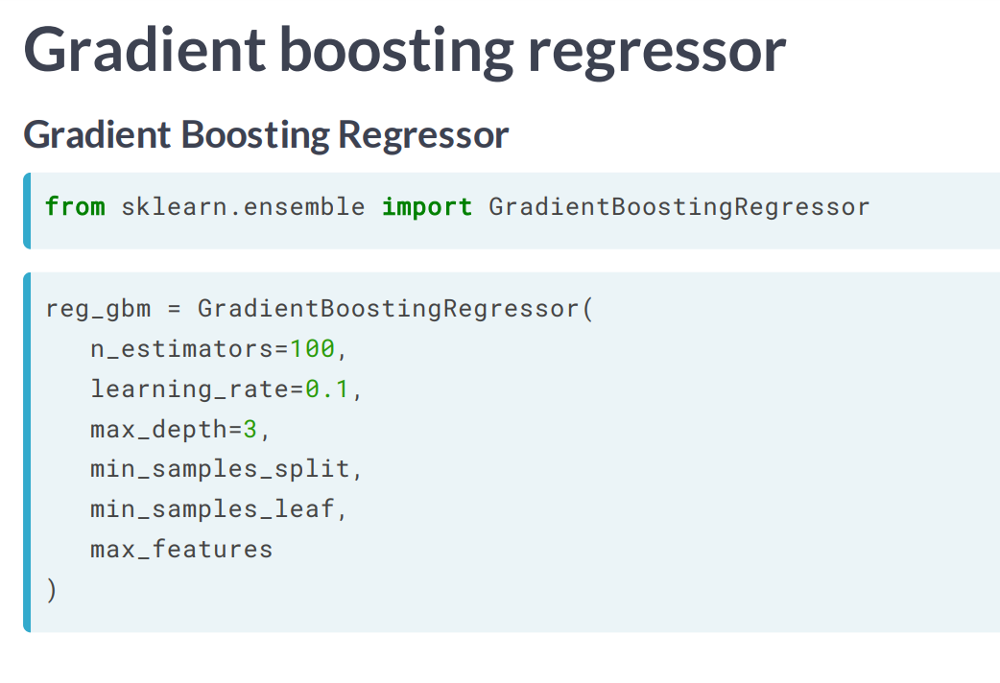 Gradient boosting regressor
Gradient Boosting Regressor
from sklearn.ensemble import GradientBoostingRegressor
reg_gbm = GradientBoostingRegressor(
   n_estimators=100,
   learning_rate=0.1,
   max_depth=3,
   min_samples_split,
   min_samples_leaf,
   max_features
)